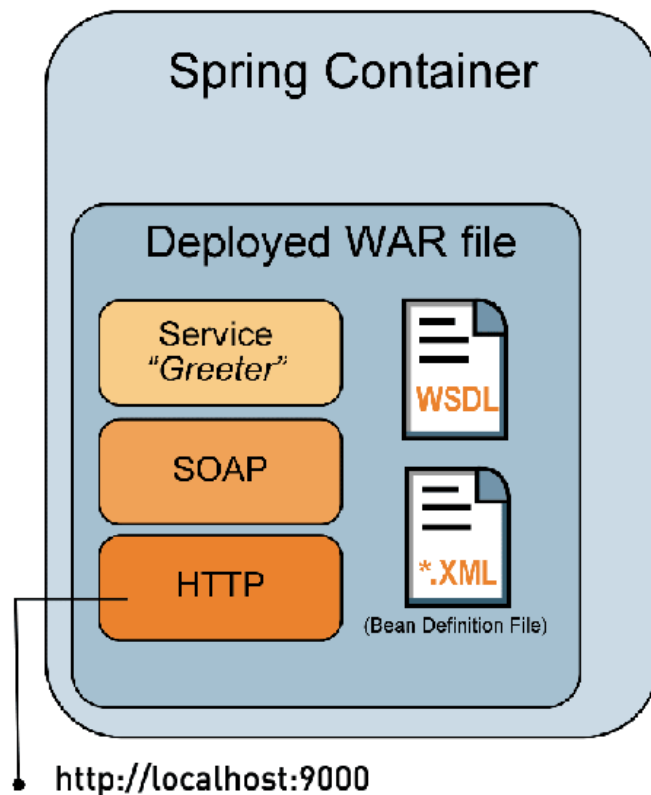 Spring Container
Deployed WAR file
Service
“Greeter”
WSDL
SOAP
*.XML
HTTP
(Bean Definition File)
http://localhost:9000